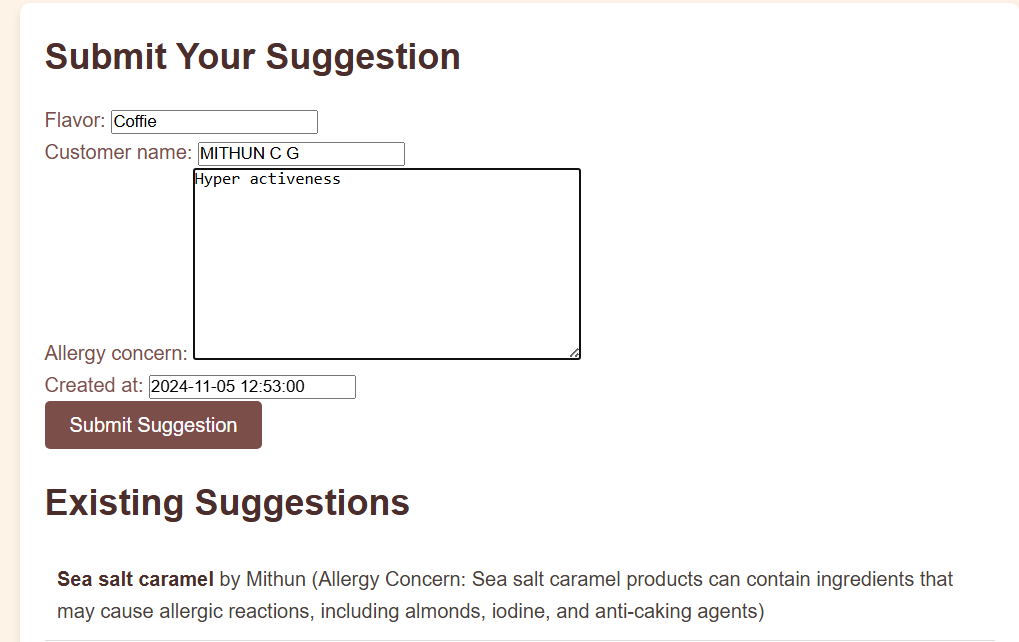 Submit Your Suggestion
Flavor: Coffie
Customer name: MITHUN C G
Hyper activeness
Allergy concern:
Created at: 2024-11-05 12:53:00
Submit Suggestion
Existing Suggestions
Sea salt caramel by Mithun (Allergy Concern: Sea salt caramel products can contain ingredients that
may cause allergic reactions, including almonds, iodine, and anti-caking agents)